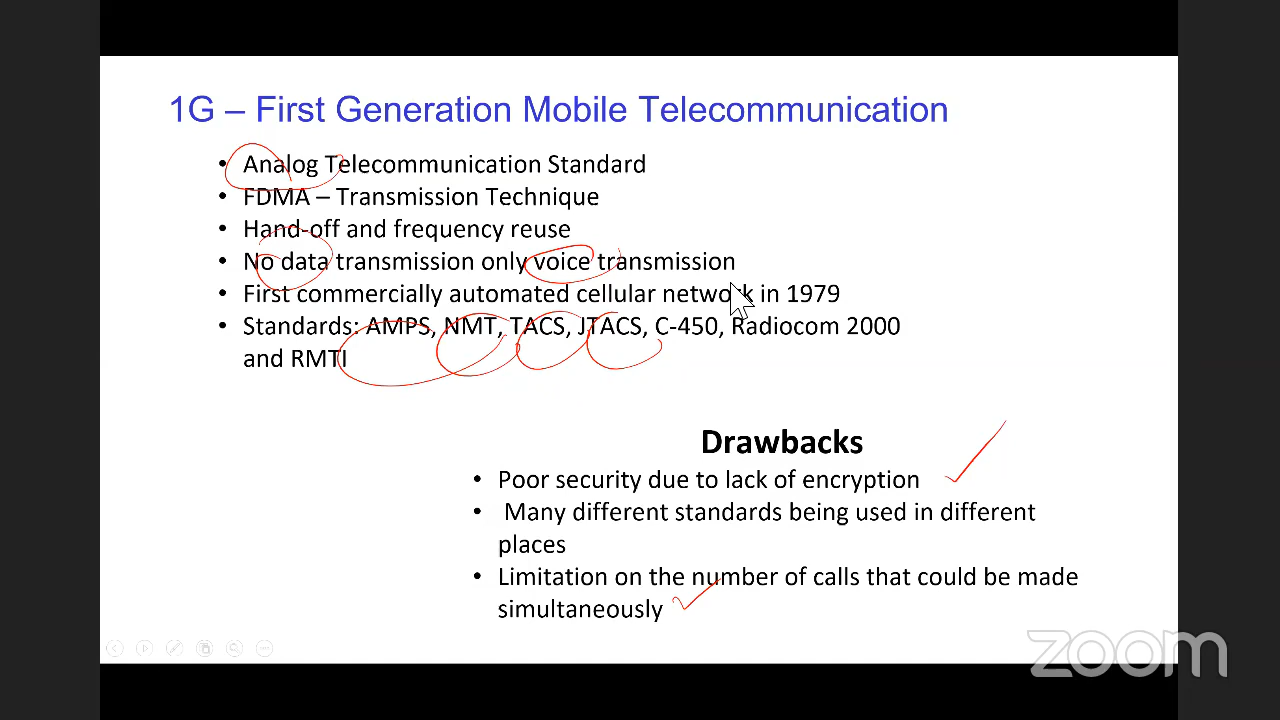 1G – First Generation Mobile Telecommunication
• Analog Telecommunication Standard
• FDMA – Transmission Technique
• Hand-off and frequency reuse
• No data transmission only voice transmission
• First commercially automated cellular network in 1979
• Standards: AMPS, NMT, TACS, JTACS, C-450, Radiocom 2000
and RMTI
Drawbacks
• Poor security due to lack of encryption
• Many different standards being used in different
places
• Limitation on the number of calls that could be made
simultaneously
zoom